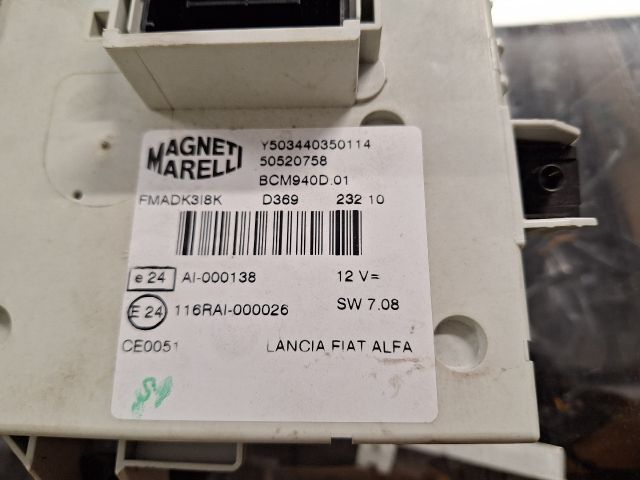 MAGNETI
MARELLI
Y503440350114
50520758
BCM940D.01
FMADK3I8K D369 232 10
e 24 AI-000138 12 V=
E 24 116RAI-000026 SW 7.08
CE0051 LANCIA FIAT ALFA